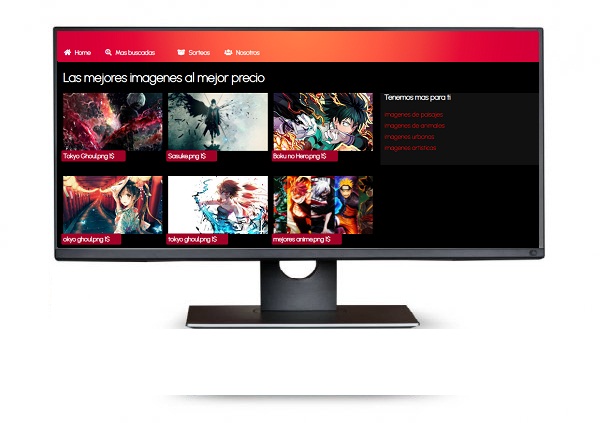 Home Mas buscadas Sorteos Nosotros
Las mejores imagenes al mejor precio
Tenemos mas para ti
imagenes de paisajes
imagenes de animales
imagenes urbanas
imagenes artisticas
Tokyo Ghoul.png 1$ Sasuke.png 1$ Boku no Hero.png 1$
okyo ghoul.png 1$ tokyo ghoul.png 1$ mejores anime.png 1$